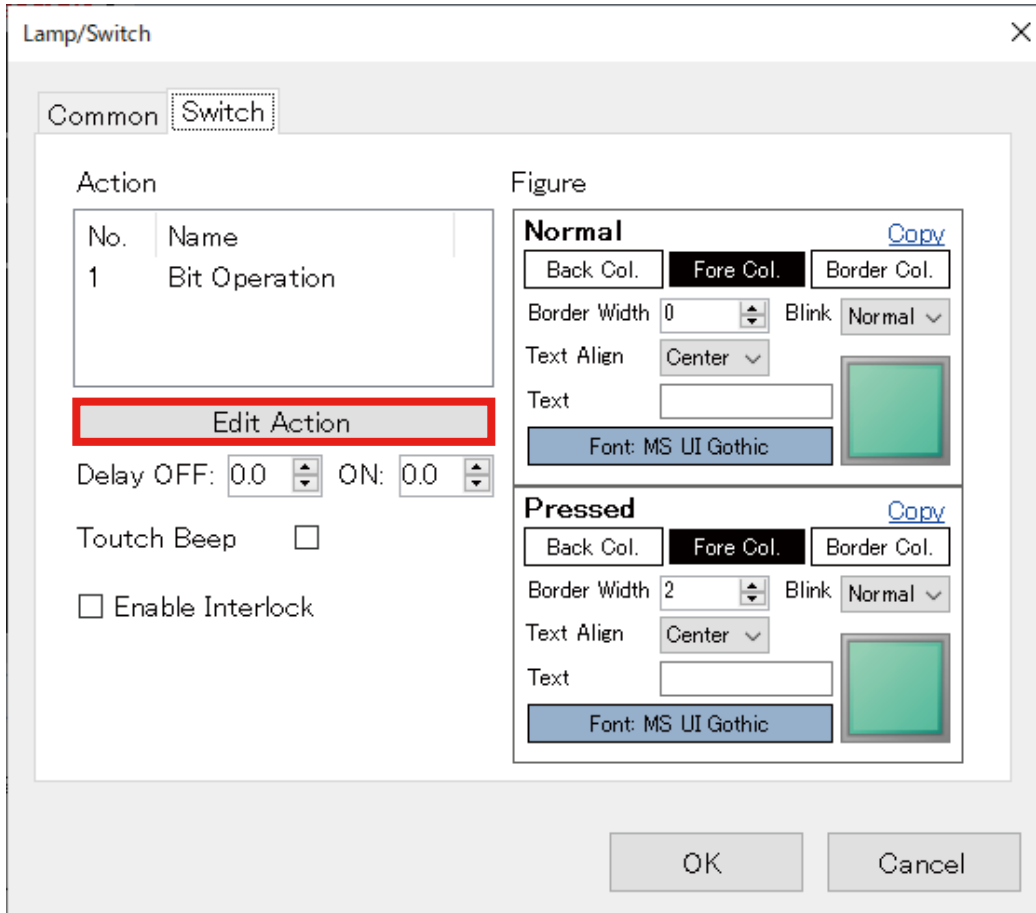 Lamp/Switch
Common Switch
Action
No. Name
1 Bit Operation
Edit Action
Delay OFF: 0.0 ON: 0.0
Toutch Beep
Enable Interlock
Figure
Normal Copy
Back Col. Fore Col. Border Col.
Border Width 0 Blink Normal
Text Align Center
Text
Font: MS UI Gothic
Pressed Copy
Back Col. Fore Col. Border Col.
Border Width 2 Blink Normal
Text Align Center
Text
Font: MS UI Gothic
OK Cancel